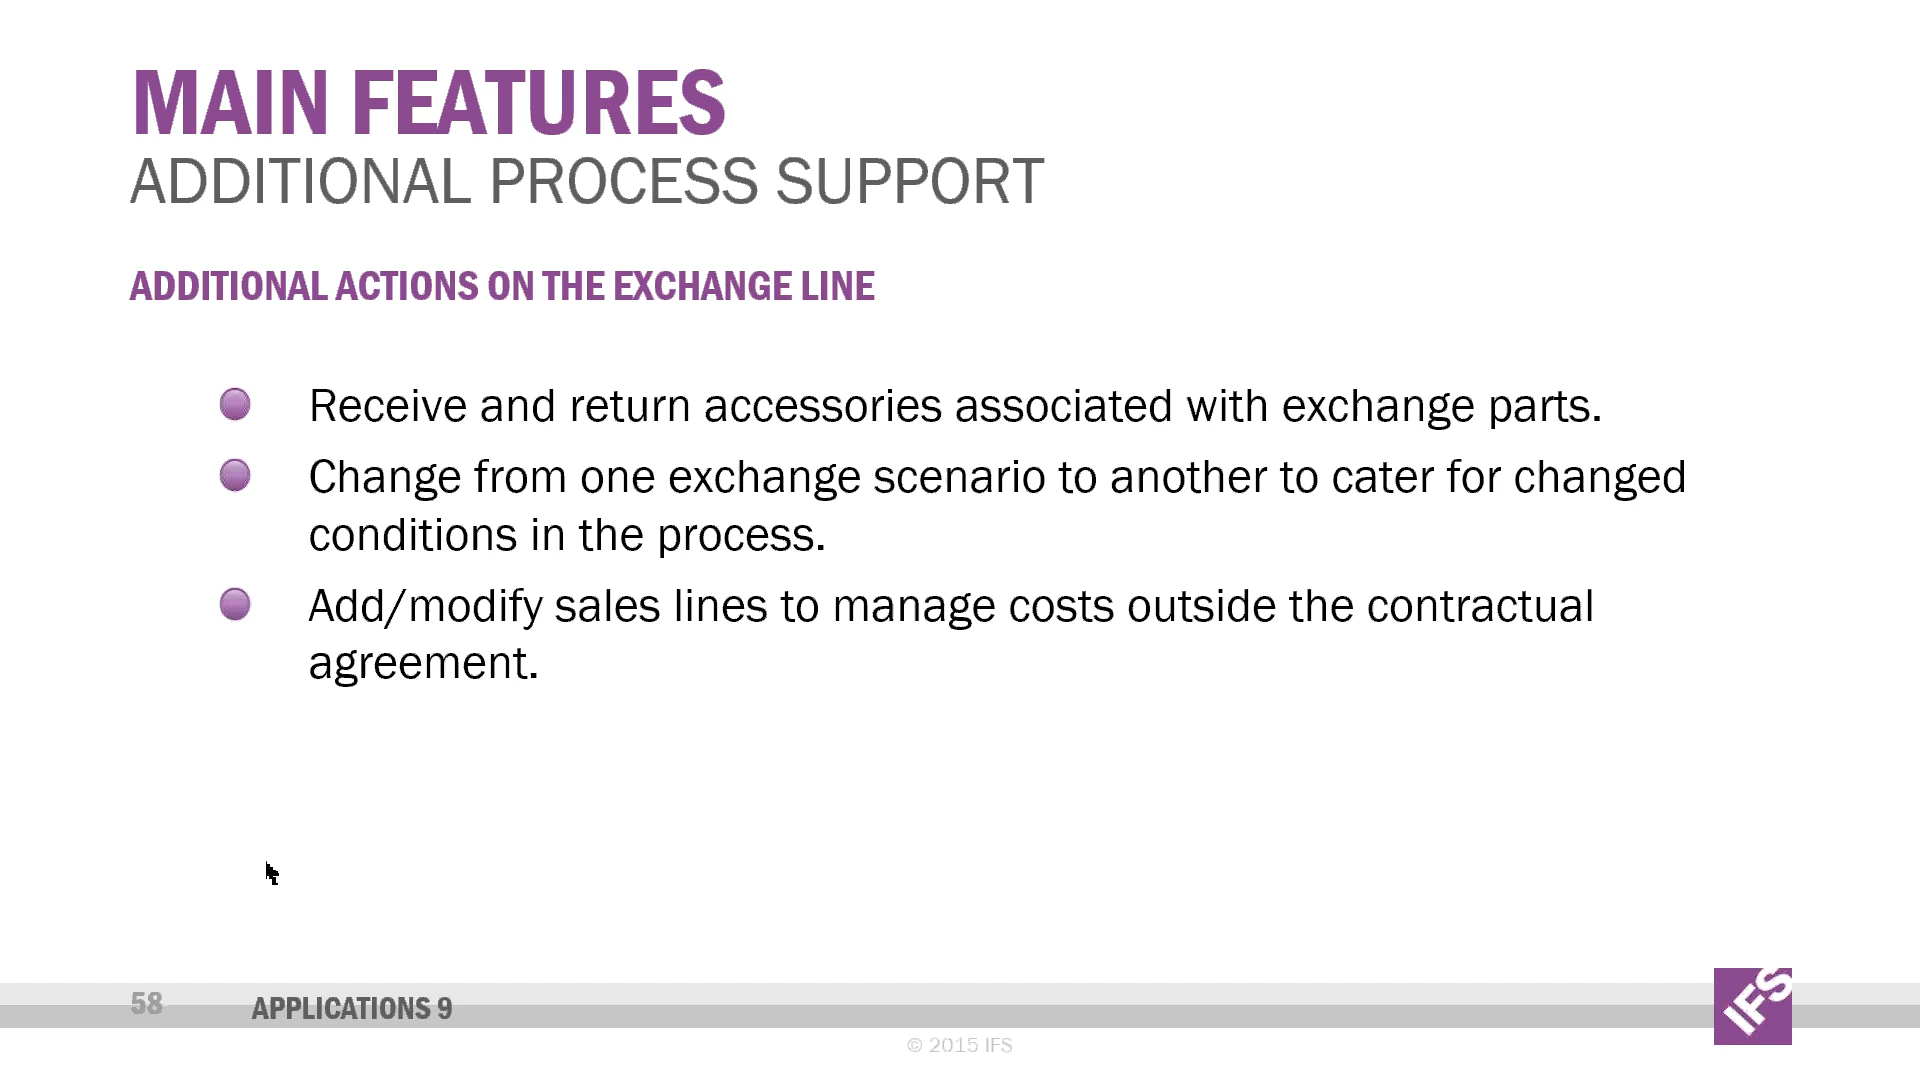 MAIN FEATURES
ADDITIONAL PROCESS SUPPORT
ADDITIONAL ACTIONS ON THE EXCHANGE LINE
Receive and return accessories associated with exchange parts.
Change from one exchange scenario to another to cater for changed
conditions in the process.
Add/modify sales lines to manage costs outside the contractual
agreement.
58
APPLICATIONS 9
IFS
© 2015 IFS